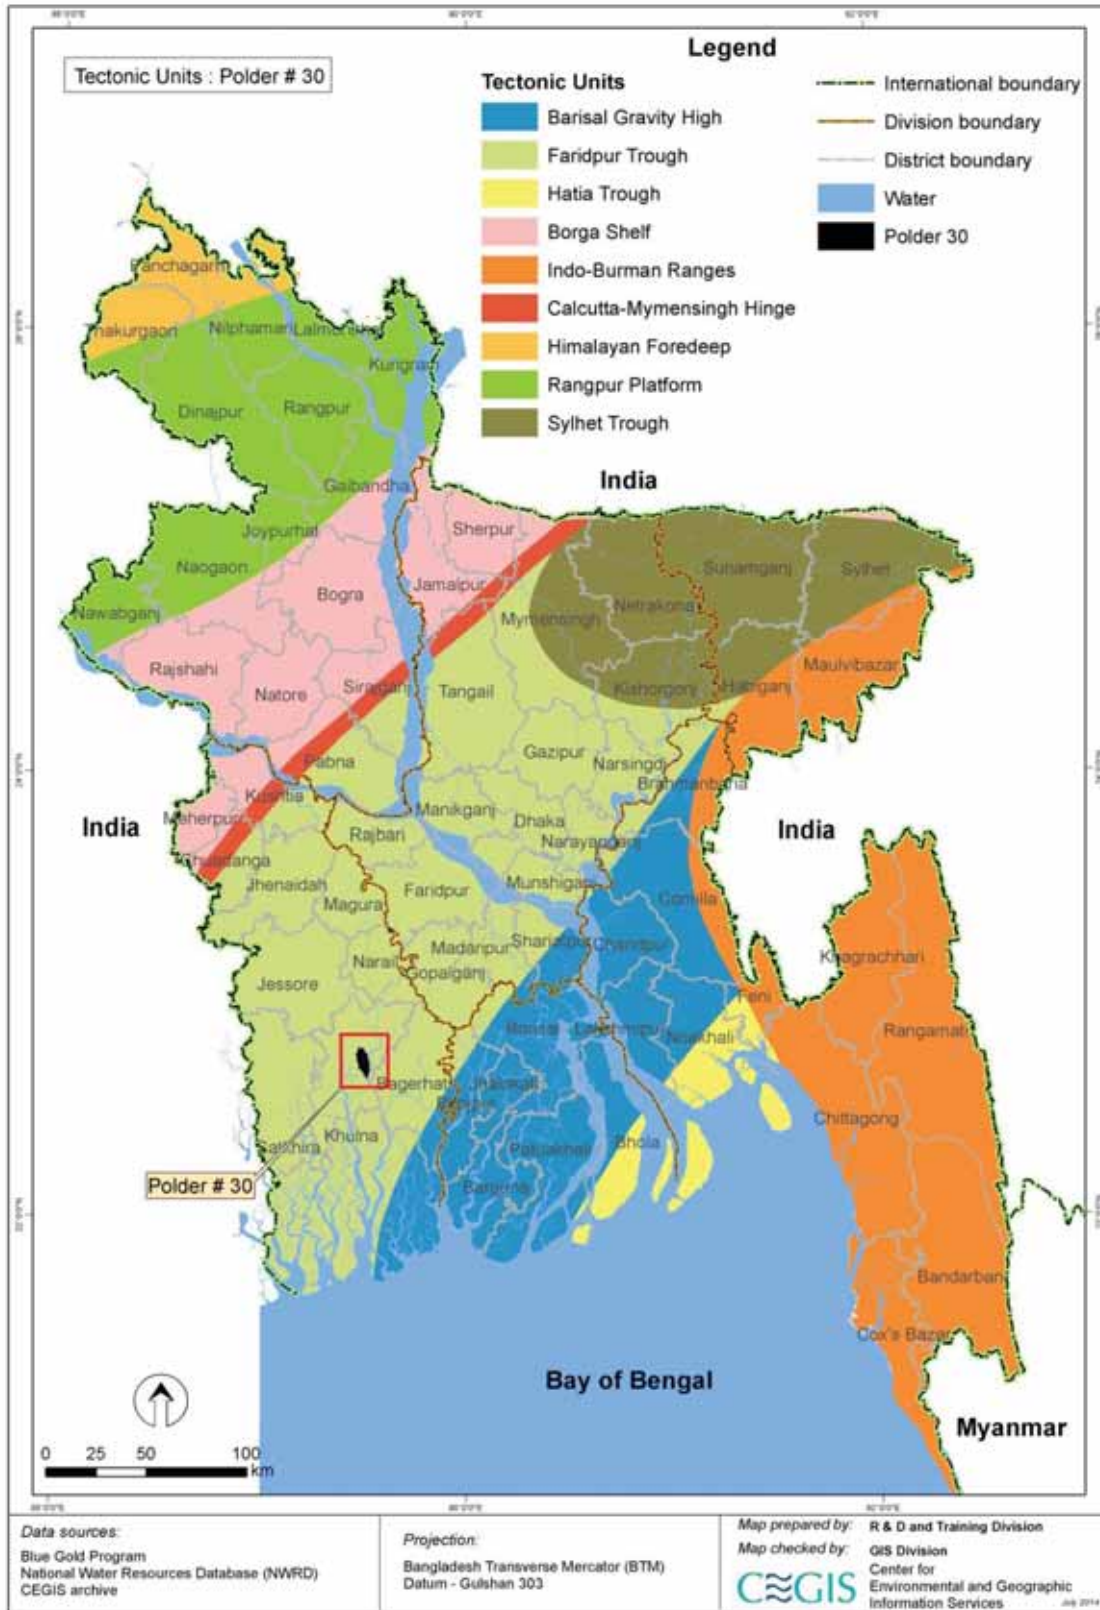 Tectonic Units : Polder # 30
Legend
Tectonic Units
Barisal Gravity High
Faridpur Trough
Hatia Trough
Borga Shelf
Indo-Burman Ranges
Calcutta-Mymensingh Hinge
Himalayan Foredeep
Rangpur Platform
Sylhet Trough
International boundary
Division boundary
District boundary
Water
Polder 30
Panchagarh
Thakurgaon
Nilphamari
Kurigram
Dinajpur
Rangpur
Gaibandha
India
Joypurhat
Sherpur
Naogaon
Bogra
Jamalpur
Sunamganj
Sylhet
Nawabganj
Mymensingh
Netrakona
Rajshahi
Natore
Sirajganj
Tangail
Kishorgonj
Habiganj
Maulvibazar
Pabna
Gazipur
Narsingdi
Brahmanbaria
Kushtia
Meherpur
India
Manikganj
Dhaka
India
Rajbari
Narayanganj
Chuadanga
Jhenaidah
Faridpur
Munshiganj
Magura
Comilla
Madaripur
Shariatpur
Chandpur
Narail
Gopalganj
Khagrachhari
Jessore
Feni
Barisal
Lakshmipur
Noakhali
Rangamati
Bagerhat
Jhalokati
Chittagong
Satkhira
Khulna
Patuakhali
Bhola
Polder # 30
Barguna
Bandarban
Cox's Bazar
Bay of Bengal
Myanmar
0 25 50 100
km
Data sources:
Blue Gold Program
National Water Resources Database (NWRD)
CEGIS archive
Projection:
Bangladesh Transverse Mercator (BTM)
Datum - Gulshan 303
Map prepared by: R & D and Training Division
Map checked by: GIS Division
CEGIS
Center for
Environmental and Geographic
Information Services
July 2014